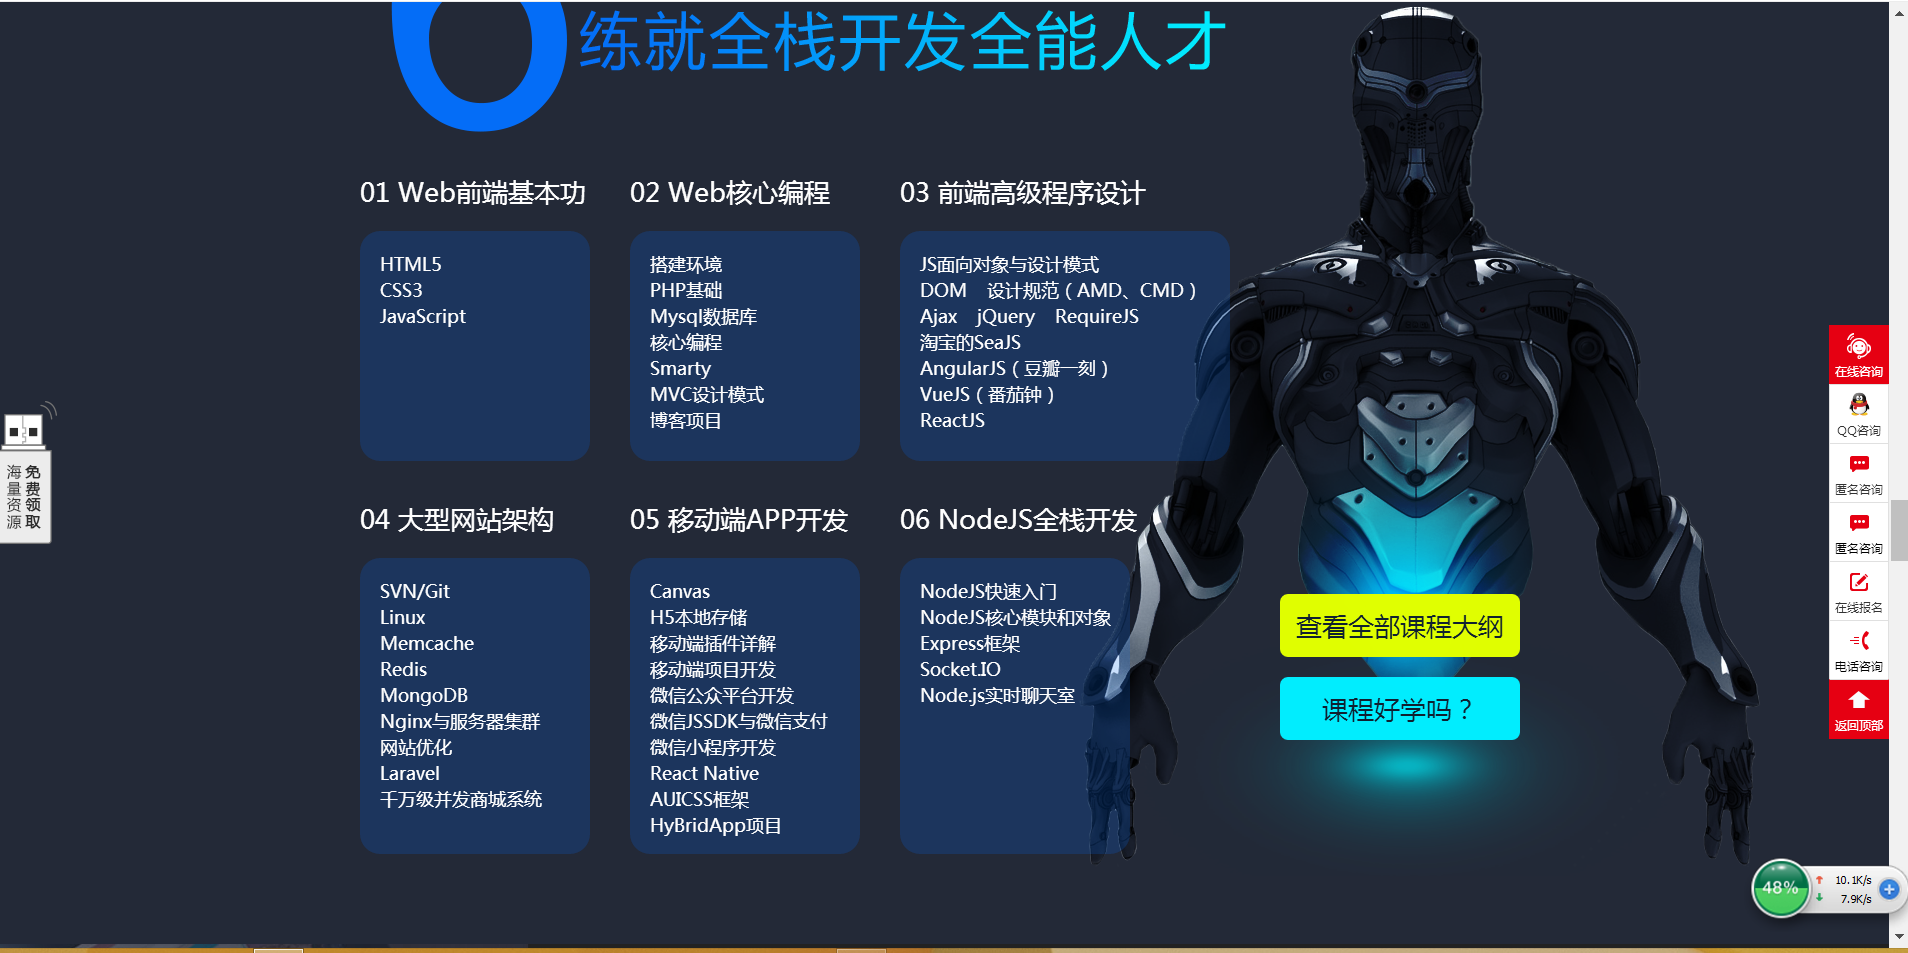 6
练就全栈开发全能人才
01 Web前端基本功
HTML5
CSS3
JavaScript
02 Web核心编程
搭建环境
PHP基础
Mysql数据库
核心编程
Smarty
MVC设计模式
博客项目
03 前端高级程序设计
JS面向对象与设计模式
DOM 设计规范（AMD、CMD）
Ajax jQuery RequireJS
淘宝的SeaJS
AngularJS（豆瓣一刻）
VueJS（番茄钟）
ReactJS
04 大型网站架构
SVN/Git
Linux
Memcache
Redis
MongoDB
Nginx与服务器集群
网站优化
Laravel
千万级并发商城系统
05 移动端APP开发
Canvas
H5本地存储
移动端插件详解
移动端项目开发
微信公众平台开发
微信JSSDK与微信支付
微信小程序开发
React Native
AUICSS框架
HyBridApp项目
06 NodeJS全栈开发
NodeJS快速入门
NodeJS核心模块和对象
Express框架
Socket.IO
Node.js实时聊天室
查看全部课程大纲
课程好学吗？
免费领取
海量资源
在线咨询
QQ咨询
匿名咨询
匿名咨询
在线报名
电话咨询
返回顶部
48%
10.1K/s
7.9K/s